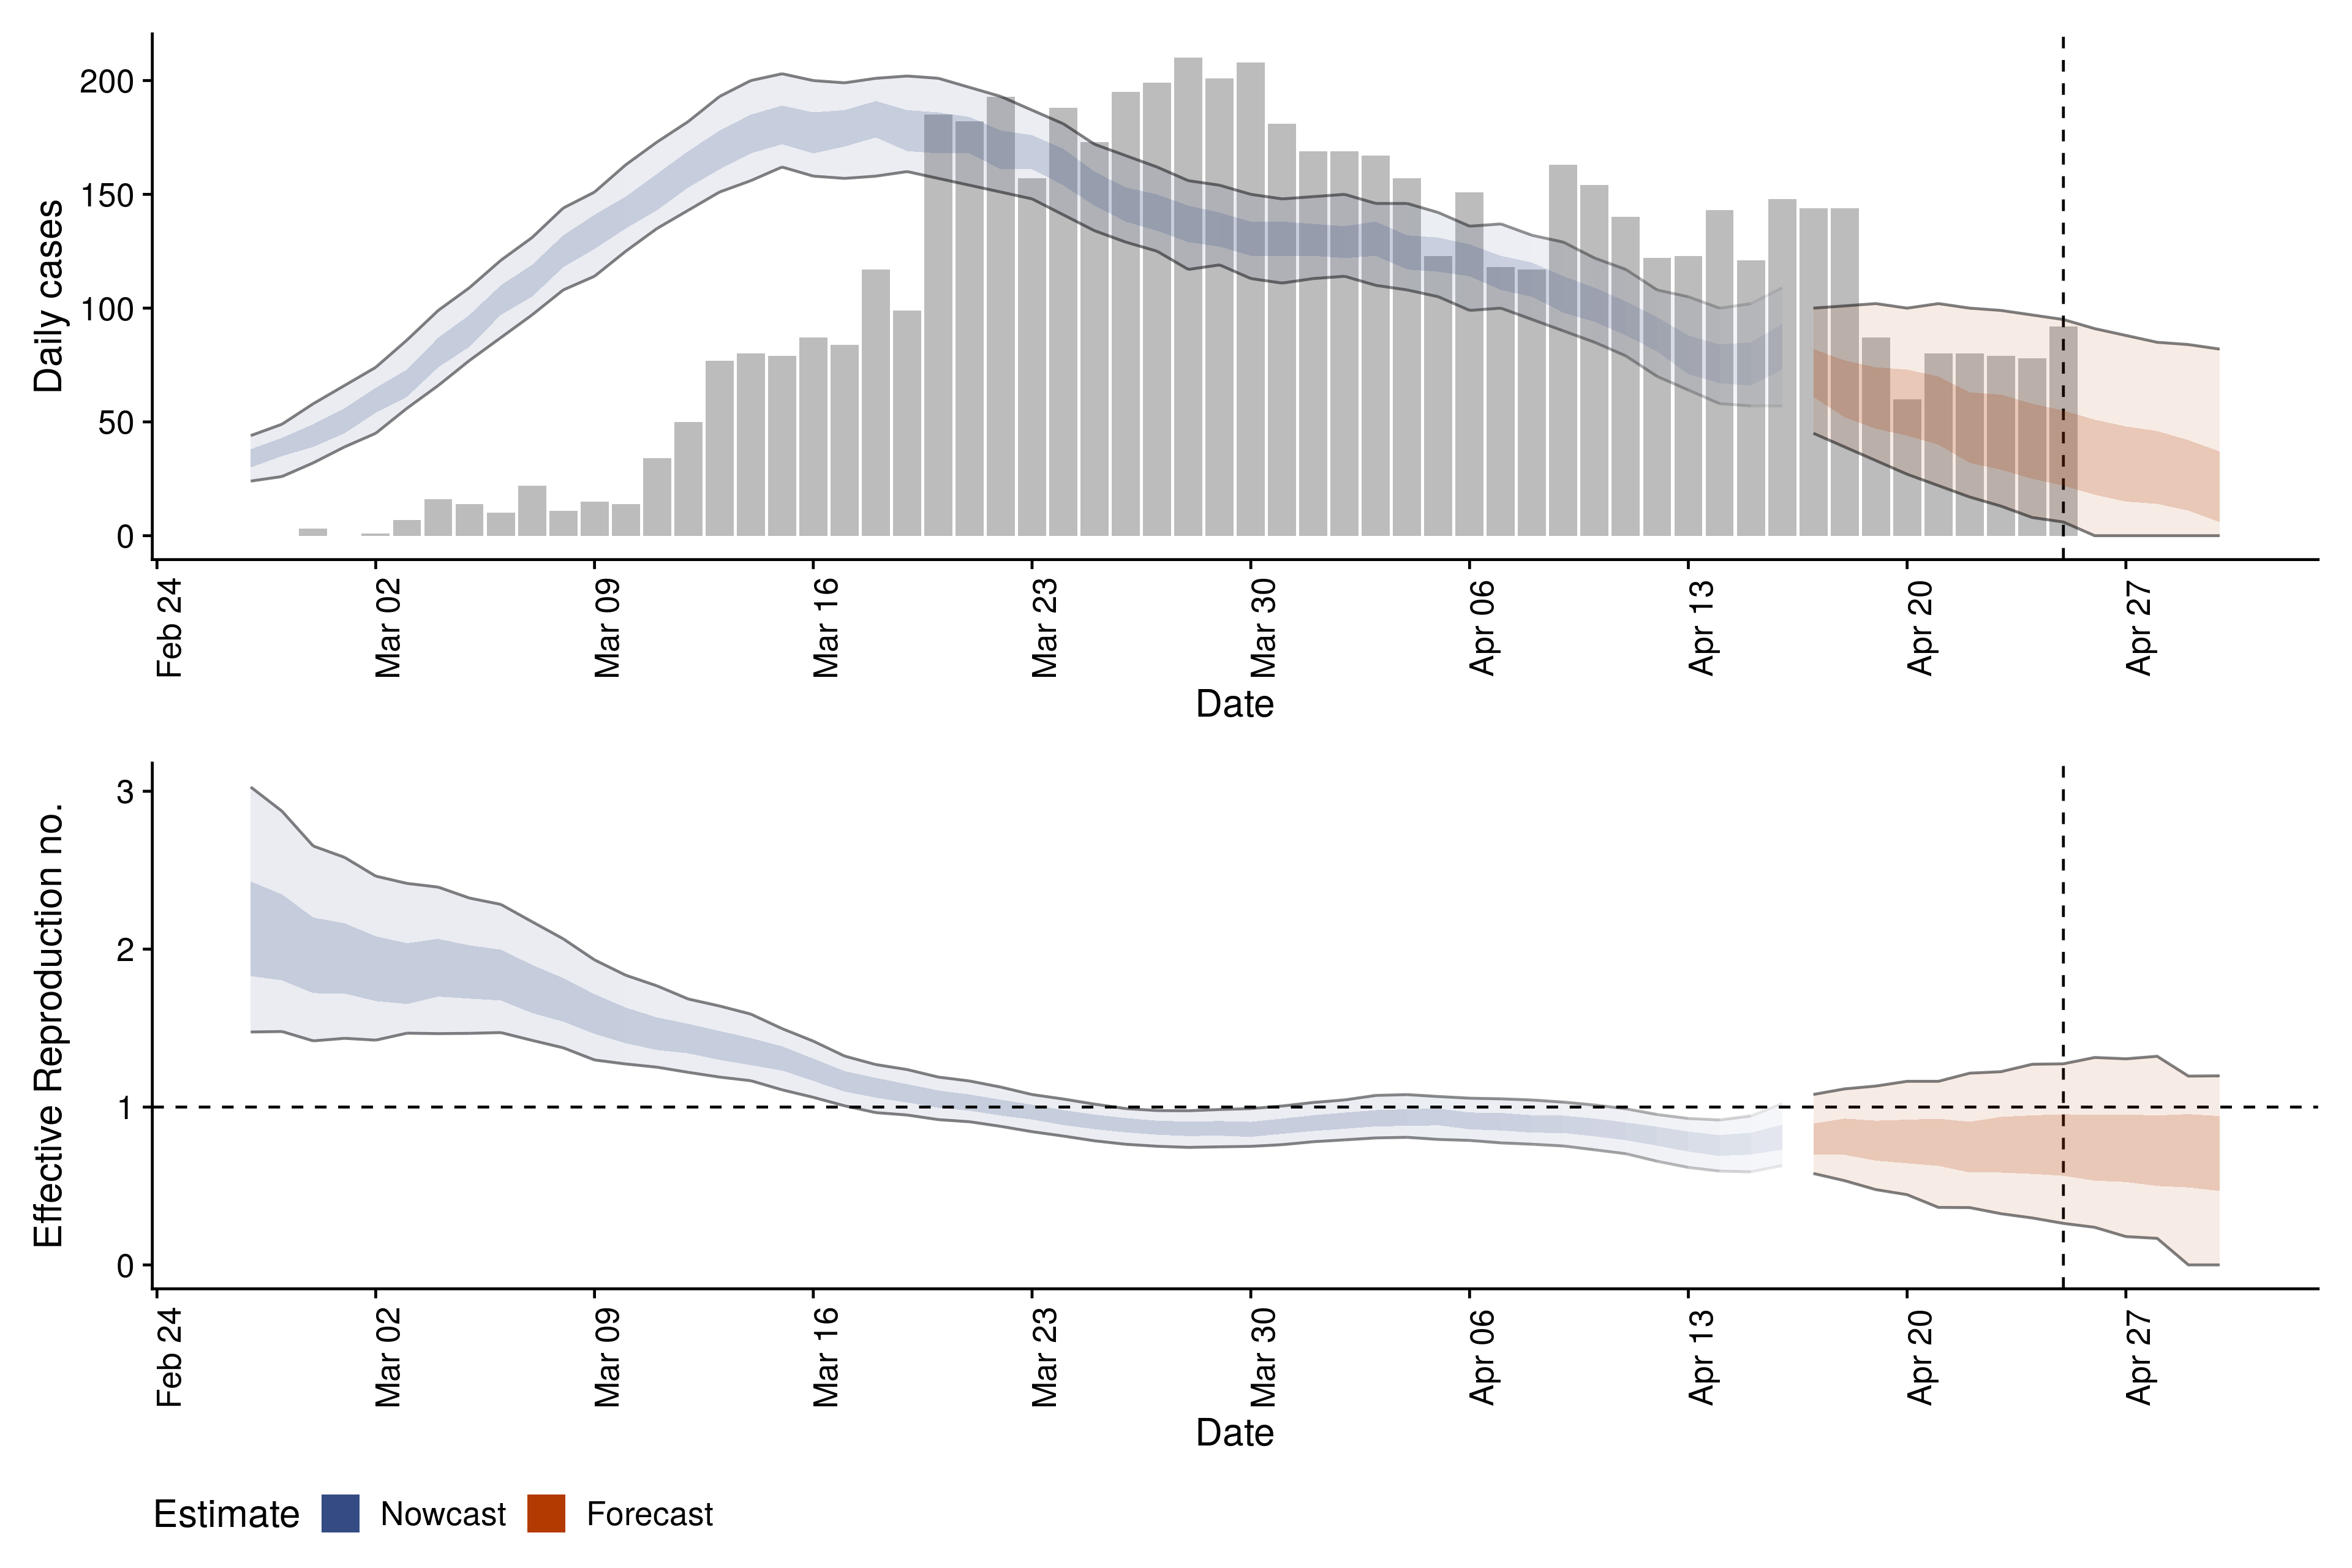 Daily cases
200
150
100
50
0
Feb 24
Mar 02
Mar 09
Mar 16
Mar 23
Mar 30
Apr 06
Apr 13
Apr 20
Apr 27
Date
Effective Reproduction no.
3
2
1
0
Feb 24
Mar 02
Mar 09
Mar 16
Mar 23
Mar 30
Apr 06
Apr 13
Apr 20
Apr 27
Date
Estimate Nowcast Forecast